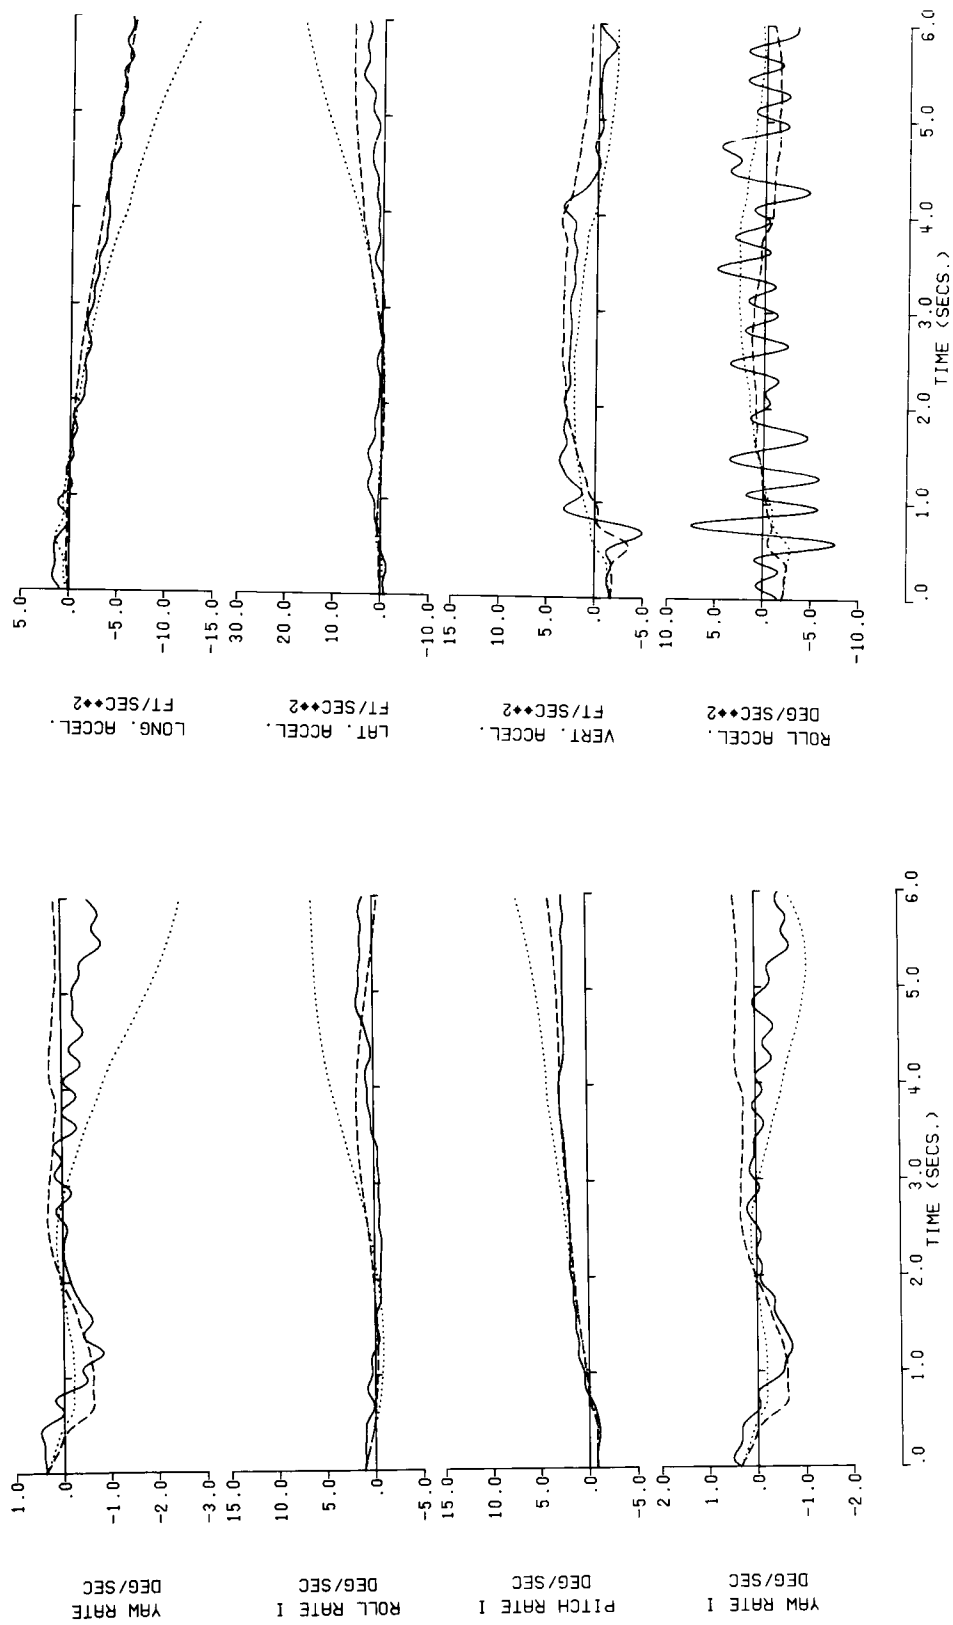 YAW RATE
DEG/SEC
1.0
.0
-1.0
-2.0
-3.0
ROLL RATE I
DEG/SEC
15.0
10.0
5.0
.0
-5.0
PITCH RATE I
DEG/SEC
15.0
10.0
5.0
.0
-5.0
YAW RATE I
DEG/SEC
2.0
1.0
.0
-1.0
-2.0
.0 1.0 2.0 3.0 4.0 5.0 6.0
TIME (SECS.)
LONG. ACCEL.
FT/SEC**2
5.0
.0
-5.0
-10.0
-15.0
LAT. ACCEL
FT/SEC**2
30.0
20.0
10.0
.0
-10.0
VERT. ACCEL.
FT/SEC**2
15.0
10.0
5.0
.0
-5.0
ROLL ACCEL.
DEG/SEC**2
10.0
5.0
.0
-5.0
-10.0
.0 1.0 2.0 3.0 4.0 5.0 6.0
TIME (SECS.)